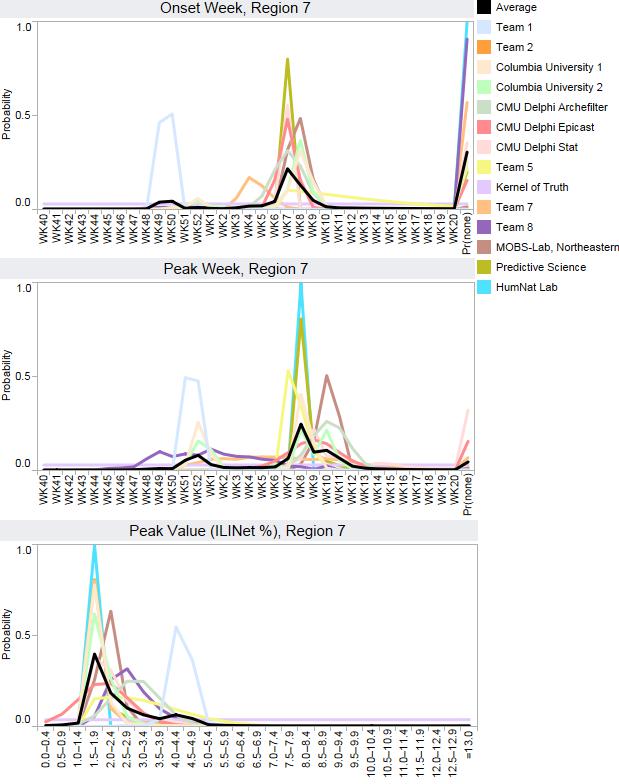 Onset Week, Region 7
1.0
0.5
0.0
Probability
WK40
WK41
WK42
WK43
WK44
WK45
WK46
WK47
WK48
WK49
WK50
WK51
WK52
WK1
WK2
WK3
WK4
WK5
WK6
WK7
WK8
WK9
WK10
WK11
WK12
WK13
WK14
WK15
WK16
WK17
WK18
WK19
WK20
Pr(none)
Average
Team 1
Team 2
Columbia University 1
Columbia University 2
CMU Delphi Archefilter
CMU Delphi Epicast
CMU Delphi Stat
Team 5
Kernel of Truth
Team 7
Team 8
MOBS-Lab, Northeastern
Predictive Science
HumNat Lab
Peak Week, Region 7
1.0
0.5
0.0
Probability
WK40
WK41
WK42
WK43
WK44
WK45
WK46
WK47
WK48
WK49
WK50
WK51
WK52
WK1
WK2
WK3
WK4
WK5
WK6
WK7
WK8
WK9
WK10
WK11
WK12
WK13
WK14
WK15
WK16
WK17
WK18
WK19
WK20
Pr(none)
Peak Value (ILINet %), Region 7
1.0
0.5
0.0
Probability
0.0–0.4
0.5–0.9
1.0–1.4
1.5–1.9
2.0–2.4
2.5–2.9
3.0–3.4
3.5–3.9
4.0–4.4
4.5–4.9
5.0–5.4
5.5–5.9
6.0–6.4
6.5–6.9
7.0–7.4
7.5–7.9
8.0–8.4
8.5–8.9
9.0–9.4
9.5–9.9
10.0–10.4
10.5–10.9
11.0–11.4
11.5–11.9
12.0–12.4
12.5–12.9
=13.0